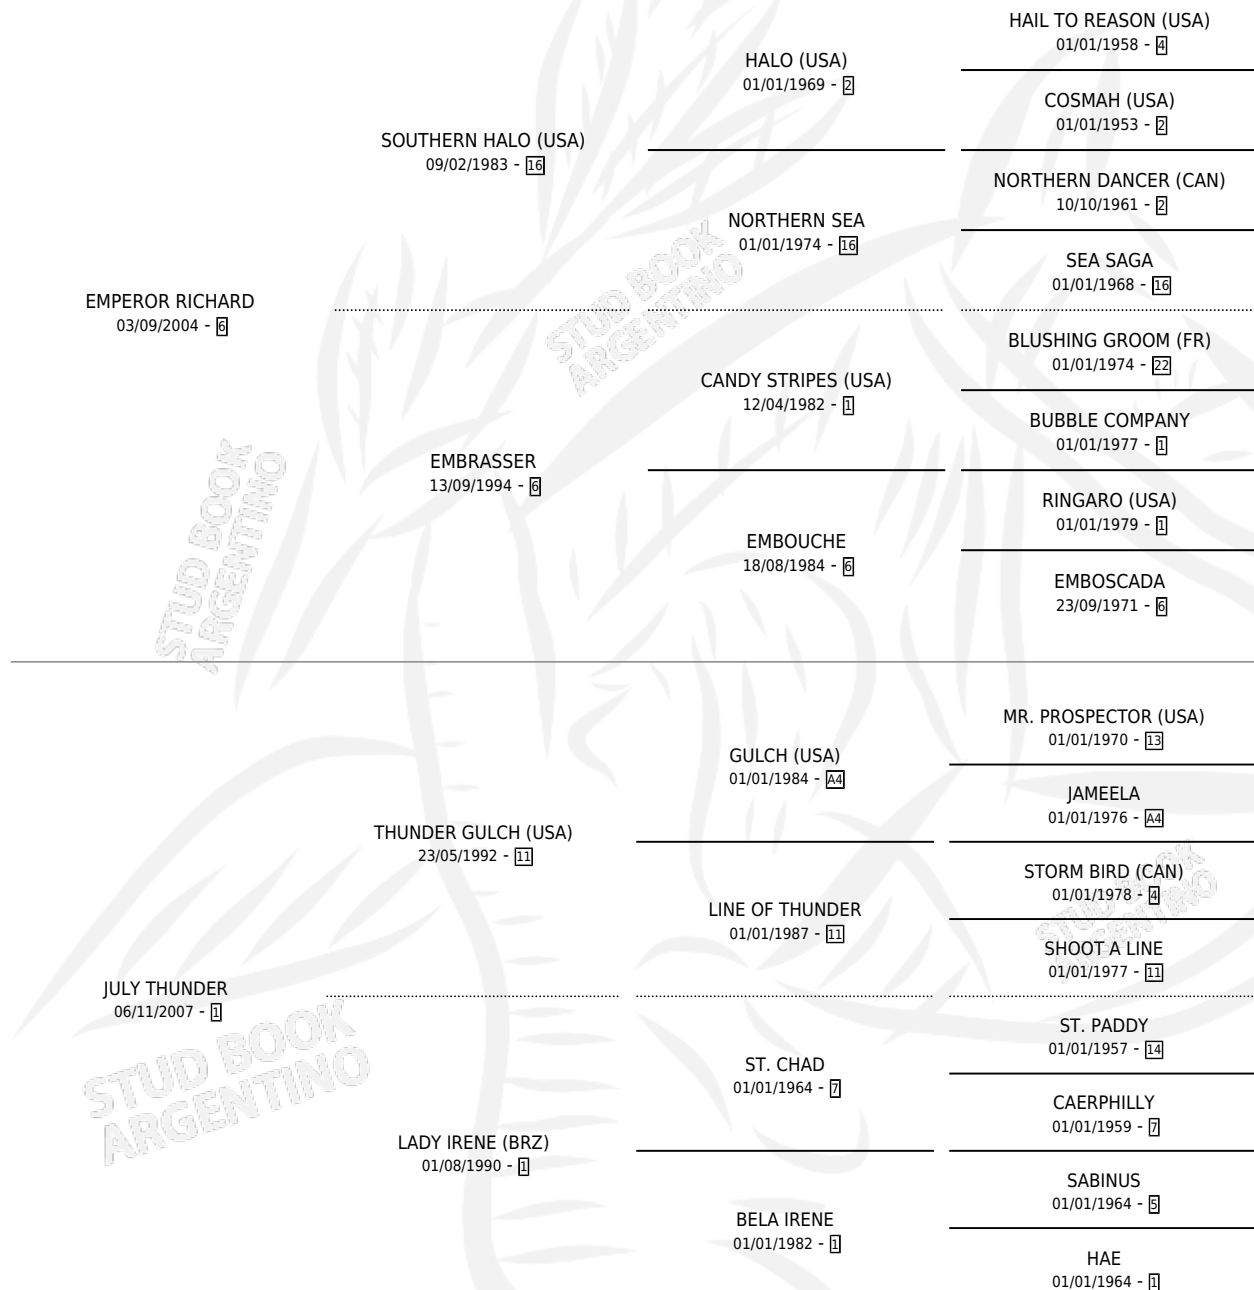 HAIL TO REASON (USA)
01/01/1958 - 4
HALO (USA)
01/01/1969 - 2
COSMAH (USA)
01/01/1953 - 2
SOUTHERN HALO (USA)
09/02/1983 - 16
NORTHERN DANCER (CAN)
10/10/1961 - 2
NORTHERN SEA
01/01/1974 - 16
SEA SAGA
01/01/1968 - 16
EMPEROR RICHARD
03/09/2004 - 6
BLUSHING GROOM (FR)
01/01/1974 - 22
CANDY STRIPES (USA)
12/04/1982 - 1
BUBBLE COMPANY
01/01/1977 - 1
EMBRASSER
13/09/1994 - 6
RINGARO (USA)
01/01/1979 - 1
EMBOUCHE
18/08/1984 - 6
EMBOSCADA
23/09/1971 - 6
MR. PROSPECTOR (USA)
01/01/1970 - 13
GULCH (USA)
01/01/1984 - A4
JAMEELA
01/01/1976 - A4
THUNDER GULCH (USA)
23/05/1992 - 11
STORM BIRD (CAN)
01/01/1978 - 4
LINE OF THUNDER
01/01/1987 - 11
SHOOT A LINE
01/01/1977 - 11
JULY THUNDER
06/11/2007 - 1
ST. PADDY
01/01/1957 - 14
ST. CHAD
01/01/1964 - 7
CAERPHILLY
01/01/1959 - 7
LADY IRENE (BRZ)
01/08/1990 - 1
SABINUS
01/01/1964 - 5
BELA IRENE
01/01/1982 - 1
HAE
01/01/1964 - 1
STUD BOOK
ARGENTINO
STUD BOOK
ARGENTINO
STUD BOOK
ARGENTINO
STUD BOOK
ARGENTINO